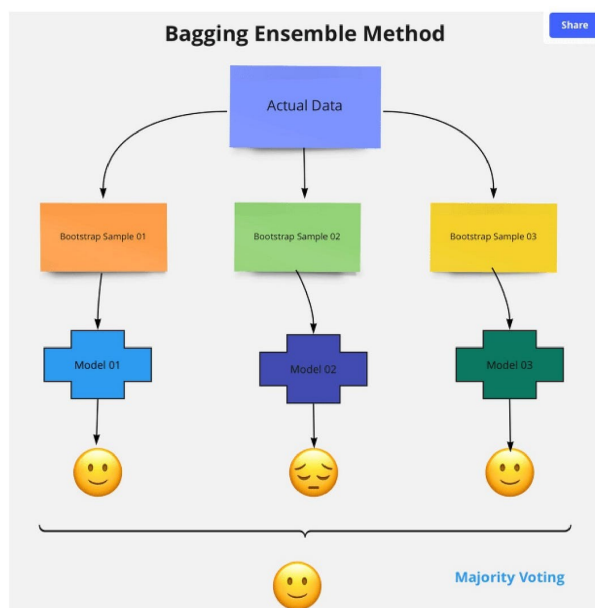 Bagging Ensemble Method
Share
Actual Data
Bootstrap Sample 01
Bootstrap Sample 02
Bootstrap Sample 03
Model 01
Model 02
Model 03
Majority Voting